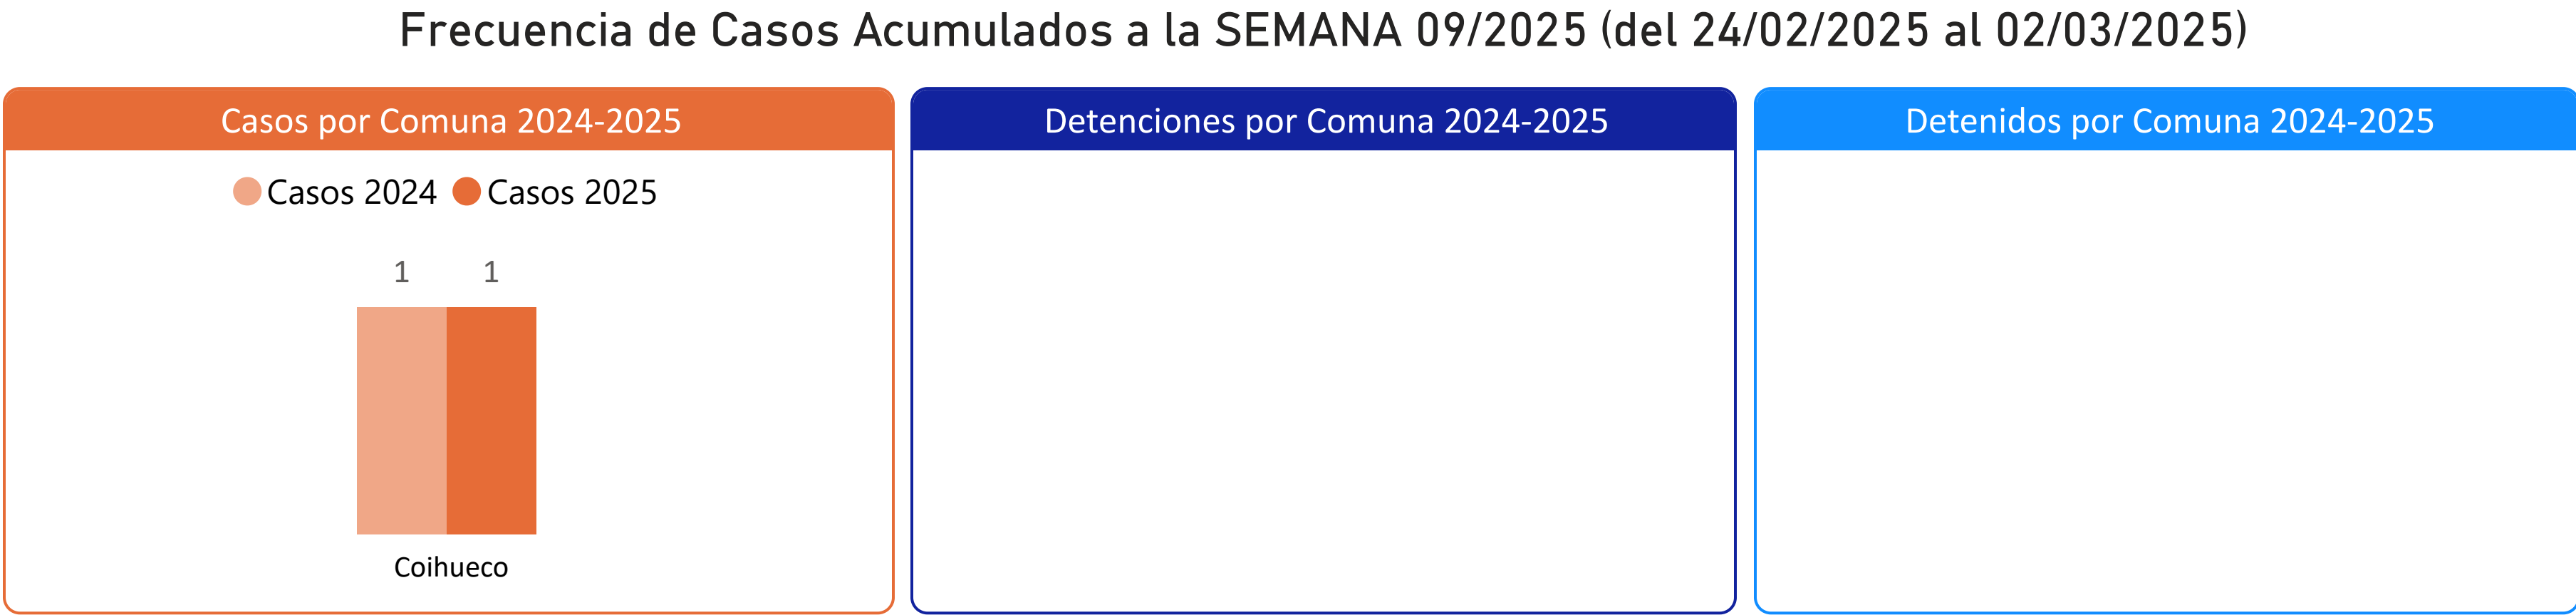 Frecuencia de Casos Acumulados a la SEMANA 09/2025 (del 24/02/2025 al 02/03/2025)
Casos por Comuna 2024-2025
Casos 2024 Casos 2025
1 1
Coihueco
Detenciones por Comuna 2024-2025
Detenidos por Comuna 2024-2025